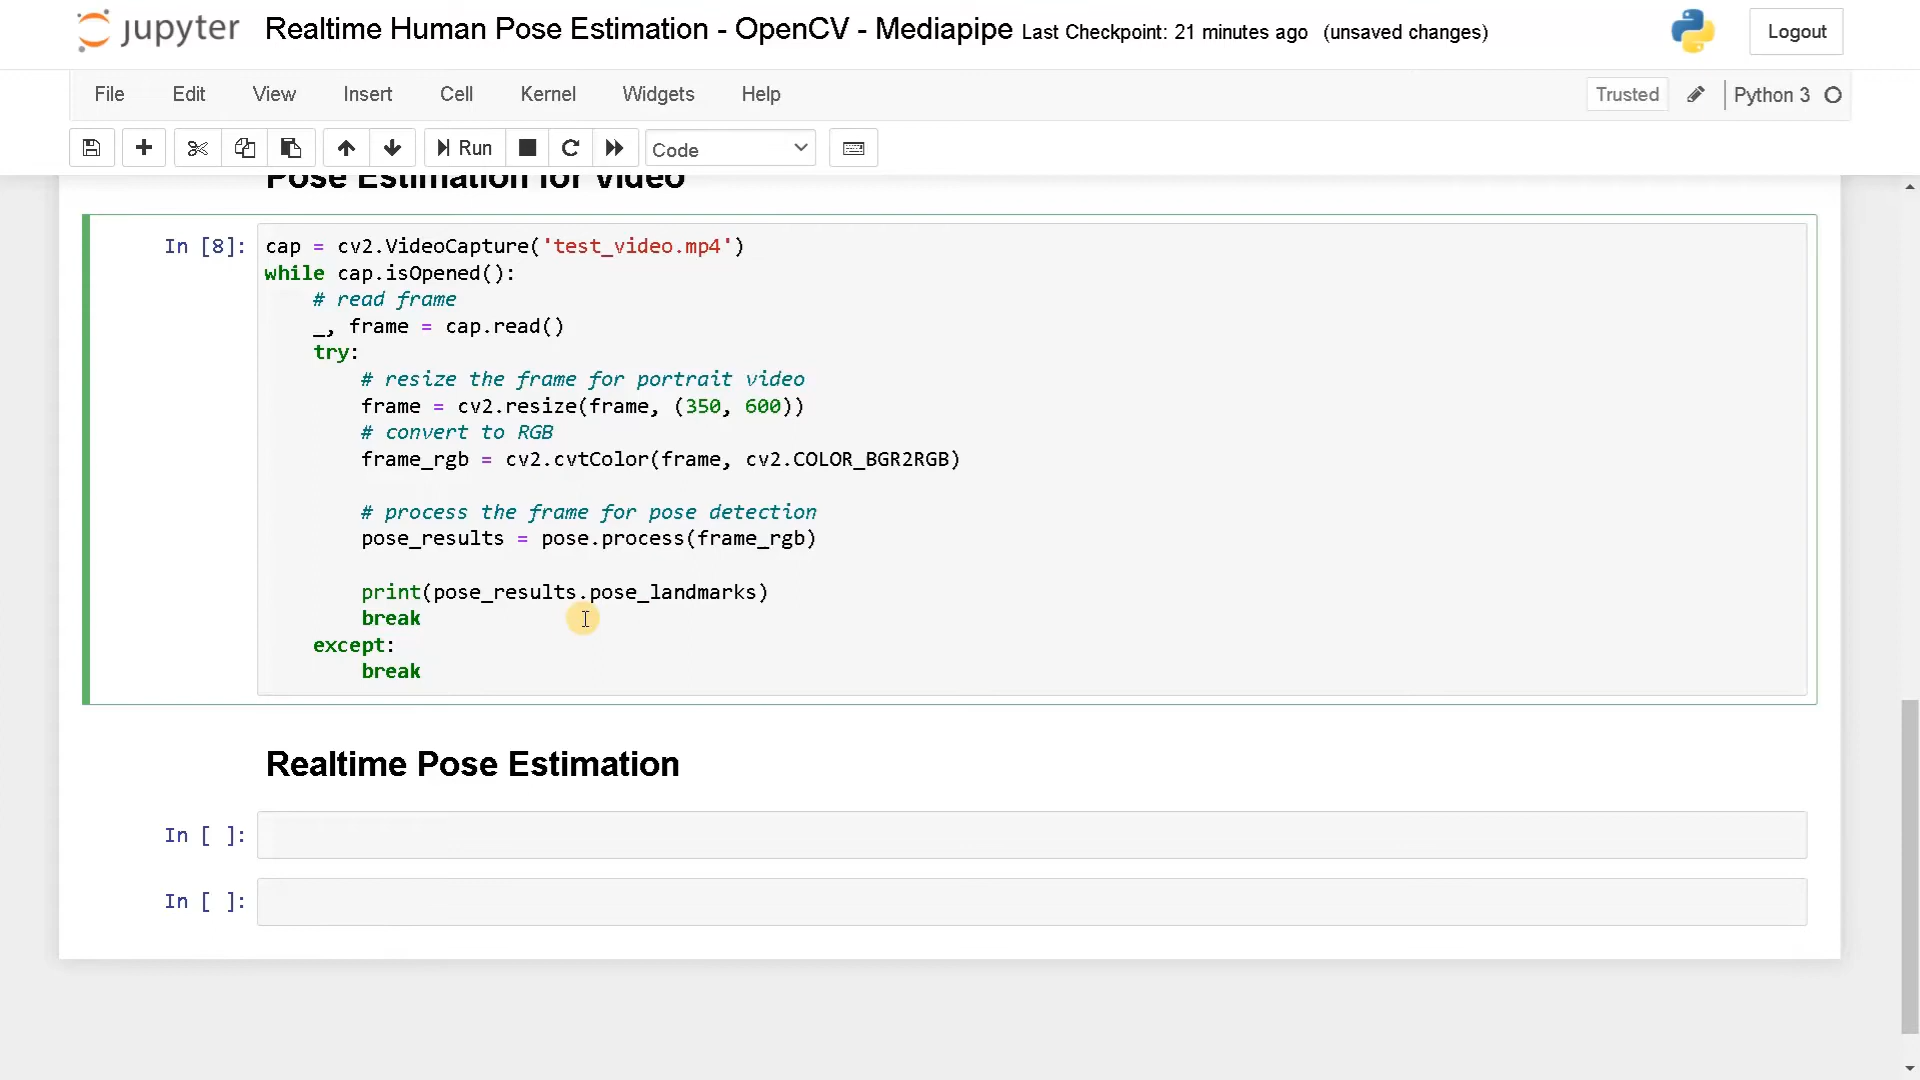 jupyter Realtime Human Pose Estimation - OpenCV - Mediapipe Last Checkpoint: 21 minutes ago (unsaved changes) Logout
File Edit View Insert Cell Kernel Widgets Help Trusted Python 3
Run Code
Pose Estimation for Video
In [8]: cap = cv2.VideoCapture('test_video.mp4')
while cap.isOpened():
# read frame
_, frame = cap.read()
try:
# resize the frame for portrait video
frame = cv2.resize(frame, (350, 600))
# convert to RGB
frame_rgb = cv2.cvtColor(frame, cv2.COLOR_BGR2RGB)
# process the frame for pose detection
pose_results = pose.process(frame_rgb)
print(pose_results.pose_landmarks)
break
except:
break
Realtime Pose Estimation
In [ ]:
In [ ]: